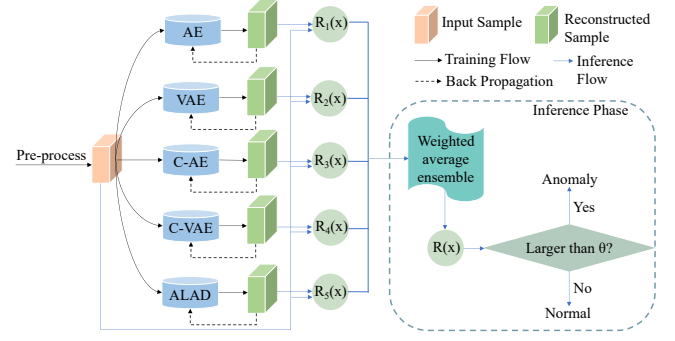 Pre-process
AE
VAE
C-AE
C-VAE
ALAD
R₁(x)
R₂(x)
R₃(x)
R₄(x)
R₅(x)
Input Sample
Reconstructed
Sample
Training Flow
Inference
Flow
Back Propagation
Inference Phase
Weighted
average
ensemble
R(x)
Larger than θ?
Anomaly
Yes
No
Normal